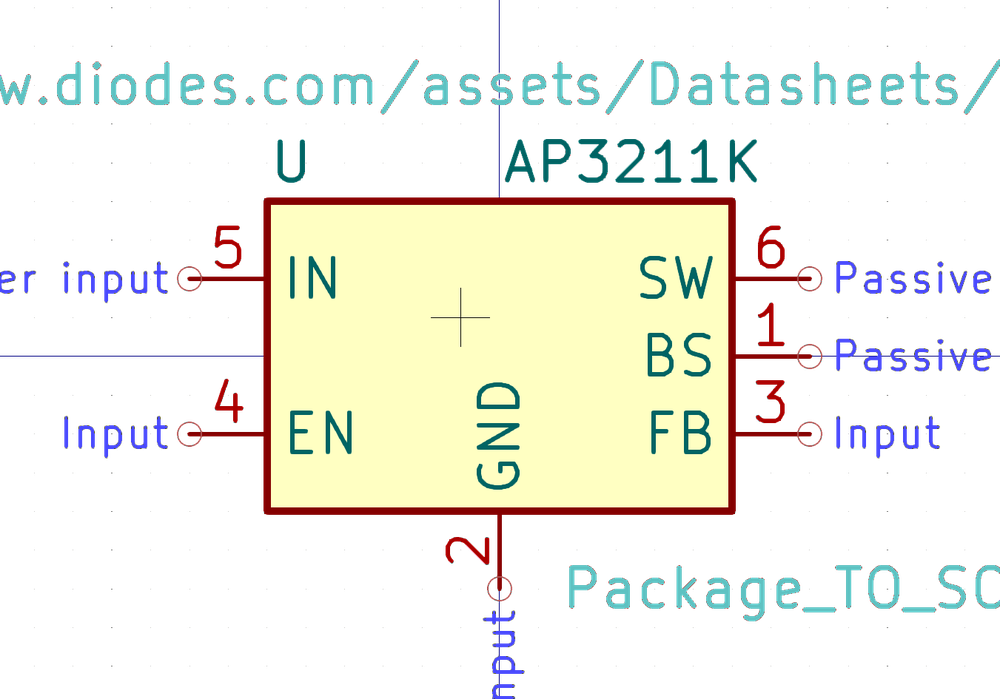 w.diodes.com/assets/Datasheets/
U AP3211K
5 6
er input IN SW Passive
1
BS Passive
4 3
Input EN FB Input
GND
2
Package_TO_SO
nput